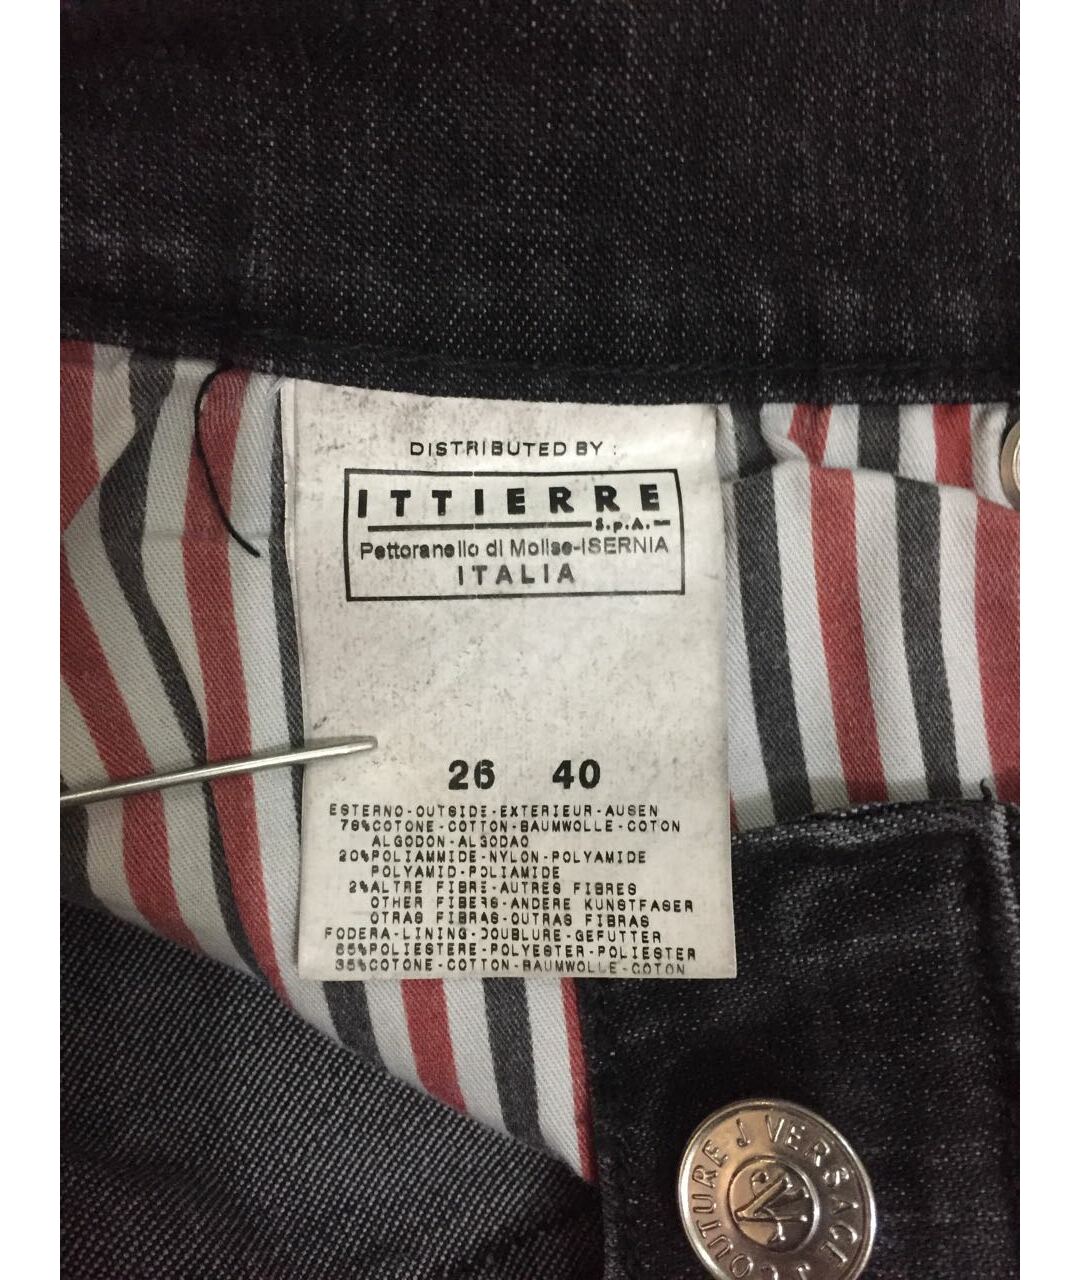 DISTRIBUTED BY :
ITTIERRE
S.p.A.
Pettoranello di Molise-ISERNIA
ITALIA
26 40
ESTERNO-OUTSIDE-EXTERIEUR-AUSEN
78%COTONE-COTTON-BAUMWOLLE-COTON
ALGODON-ALGODAO
20%POLIAMMIDE-NYLON-POLYAMIDE
POLYAMID-POLIAMIDE
2%ALTRE FIBRE-AUTRES FIBRES
OTHER FIBERS-ANDERE KUNSTFASER
OTRAS FIBRAS-OUTRAS FIBRAS
FODERA-LINING-DOUBLURE-GEFUTTER
65%POLIESTERE-POLYESTER-POLIESTER
35%COTONE-COTTON-BAUMWOLLE-COTON
VERSACE J COUTURE J